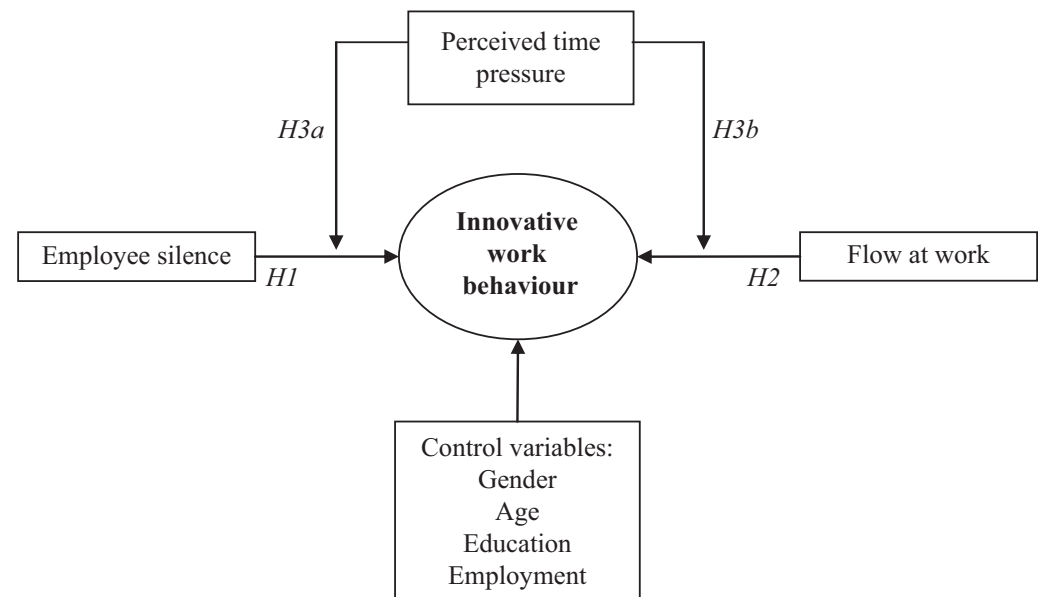 Perceived time
pressure
H3a
H3b
Innovative
work
behaviour
Employee silence
H1
H2
Flow at work
Control variables:
Gender
Age
Education
Employment